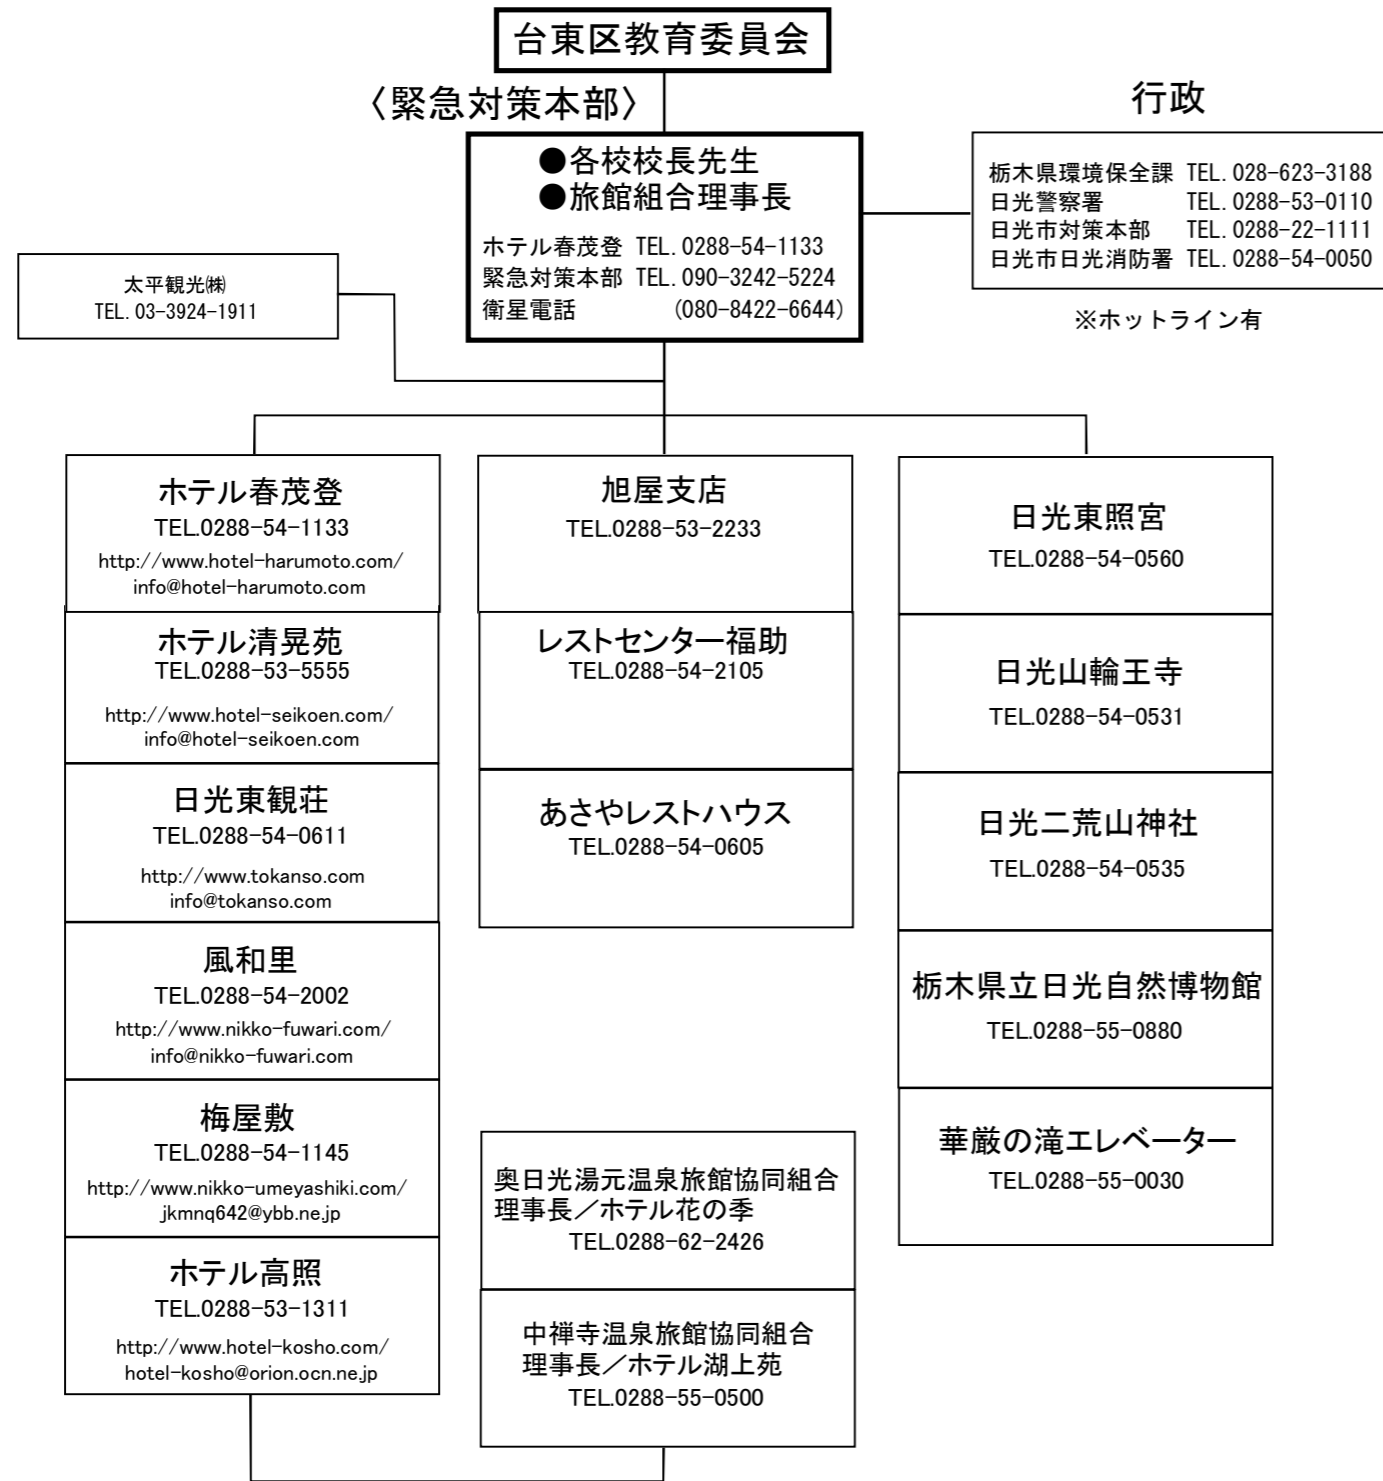 台東区教育委員会
〈緊急対策本部〉
●各校校長先生
●旅館組合理事長
ホテル春茂登 TEL. 0288-54-1133
緊急対策本部 TEL. 090-3242-5224
衛星電話 (080-8422-6644)
行政
栃木県環境保全課 TEL. 028-623-3188
日光警察署 TEL. 0288-53-0110
日光市対策本部 TEL. 0288-22-1111
日光市日光消防署 TEL. 0288-54-0050
※ホットライン有
太平観光㈱
TEL. 03-3924-1911
ホテル春茂登
TEL.0288-54-1133
http://www.hotel-harumoto.com/
info@hotel-harumoto.com
ホテル清晃苑
TEL.0288-53-5555
http://www.hotel-seikoen.com/
info@hotel-seikoen.com
日光東観荘
TEL.0288-54-0611
http://www.tokanso.com
info@tokanso.com
風和里
TEL.0288-54-2002
http://www.nikko-fuwari.com/
info@nikko-fuwari.com
梅屋敷
TEL.0288-54-1145
http://www.nikko-umeyashiki.com/
jkmnq642@ybb.ne.jp
ホテル高照
TEL.0288-53-1311
http://www.hotel-kosho.com/
hotel-kosho@orion.ocn.ne.jp
旭屋支店
TEL.0288-53-2233
レストセンター福助
TEL.0288-54-2105
あさやレストハウス
TEL.0288-54-0605
奥日光湯元温泉旅館協同組合
理事長／ホテル花の季
TEL.0288-62-2426
中禅寺温泉旅館協同組合
理事長／ホテル湖上苑
TEL.0288-55-0500
日光東照宮
TEL.0288-54-0560
日光山輪王寺
TEL.0288-54-0531
日光二荒山神社
TEL.0288-54-0535
栃木県立日光自然博物館
TEL.0288-55-0880
華厳の滝エレベーター
TEL.0288-55-0030